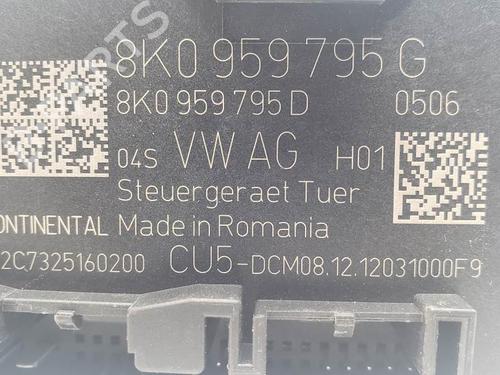 8K0 959 795 G
8K0 959 795 D 0506
04S VW AG H01
Steuergeraet Tuer
CONTINENTAL Made in Romania
2C7325160200 CU5-DCM08.12.12031000F9